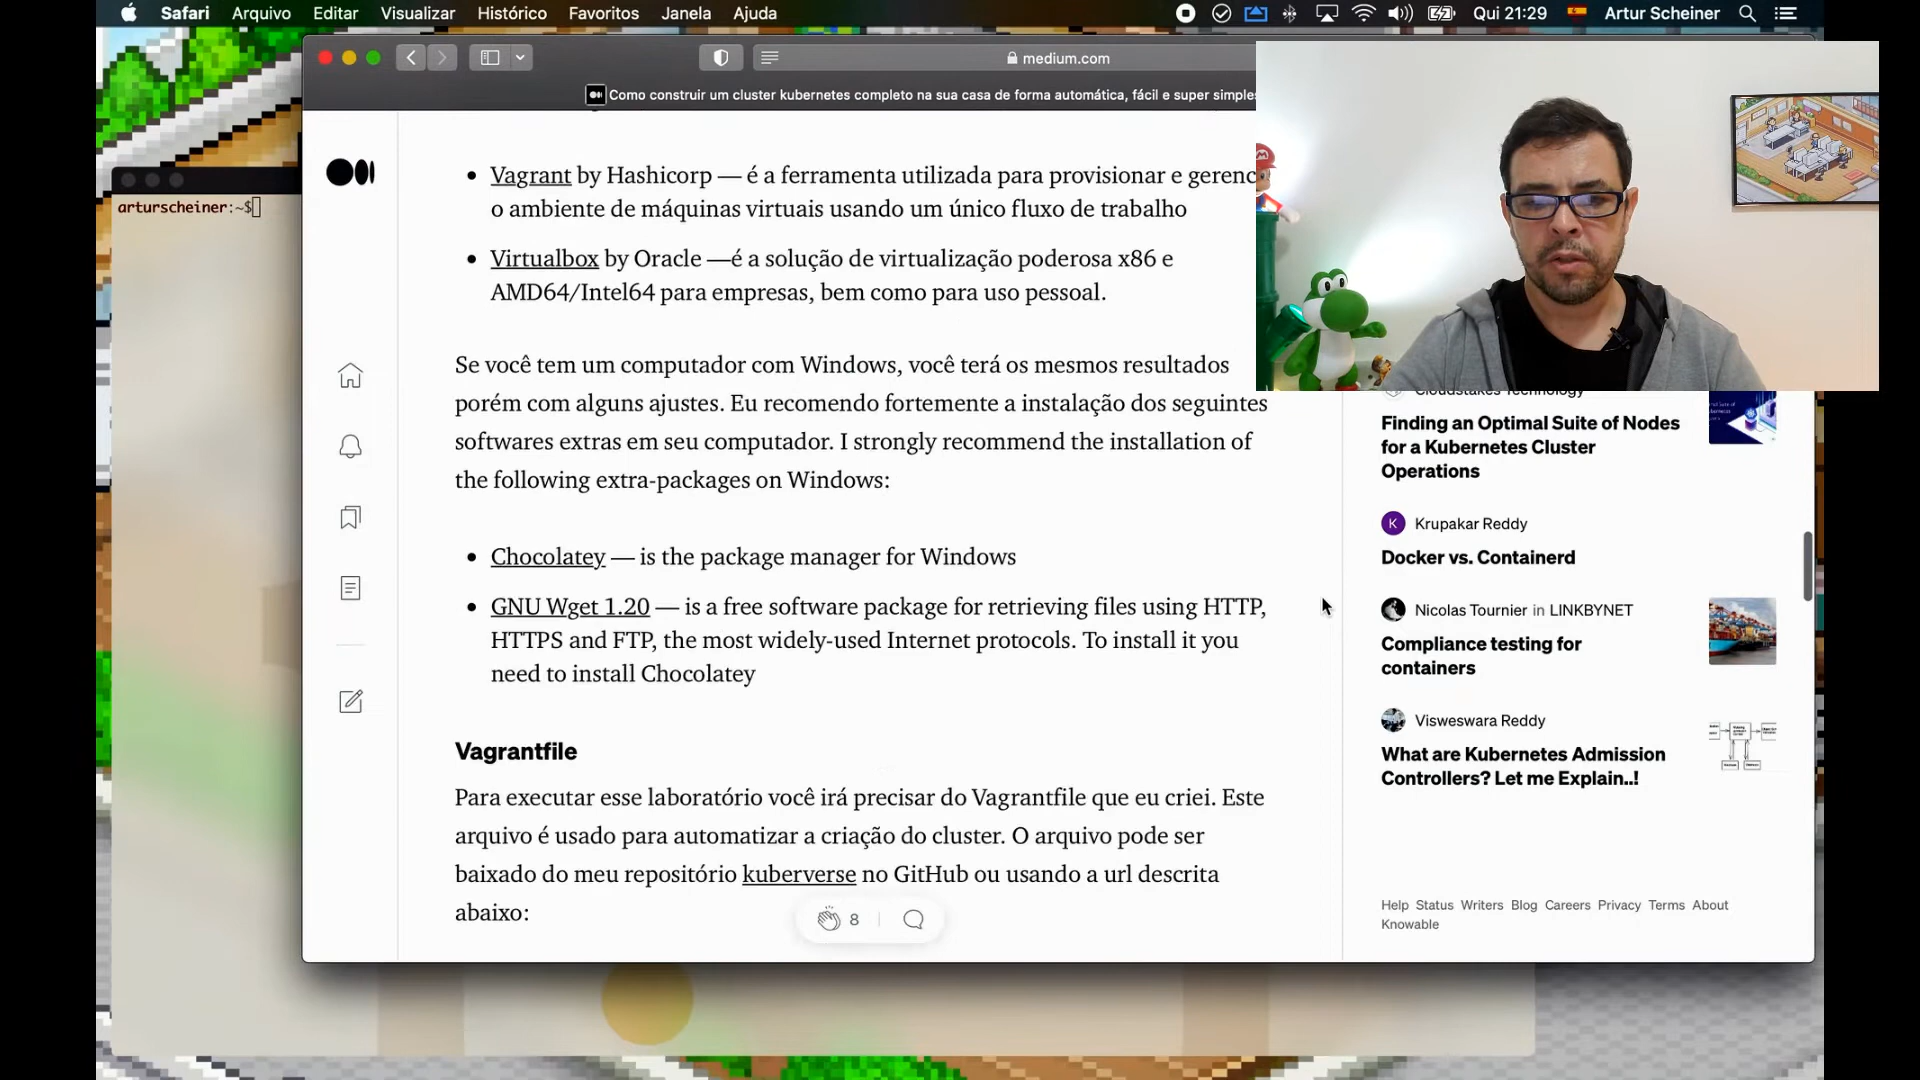 Safari Arquivo Editar Visualizar Histórico Favoritos Janela Ajuda
Qui 21:29 Artur Scheiner
medium.com
Como construir um cluster kubernetes completo na sua casa de forma automática, fácil e super simples
arturscheiner:~$
• Vagrant by Hashicorp — é a ferramenta utilizada para provisionar e gerenc
o ambiente de máquinas virtuais usando um único fluxo de trabalho
• Virtualbox by Oracle —é a solução de virtualização poderosa x86 e
AMD64/Intel64 para empresas, bem como para uso pessoal.
Se você tem um computador com Windows, você terá os mesmos resultados
porém com alguns ajustes. Eu recomendo fortemente a instalação dos seguintes
softwares extras em seu computador. I strongly recommend the installation of
the following extra-packages on Windows:
• Chocolatey — is the package manager for Windows
• GNU Wget 1.20 — is a free software package for retrieving files using HTTP,
HTTPS and FTP, the most widely-used Internet protocols. To install it you
need to install Chocolatey
Vagrantfile
Para executar esse laboratório você irá precisar do Vagrantfile que eu criei. Este
arquivo é usado para automatizar a criação do cluster. O arquivo pode ser
baixado do meu repositório kuberverse no GitHub ou usando a url descrita
abaixo:
8
Cloudstakes Technology
Finding an Optimal Suite of Nodes
for a Kubernetes Cluster
Operations
K Krupakar Reddy
Docker vs. Containerd
Nicolas Tournier in LINKBYNET
Compliance testing for
containers
Visweswara Reddy
What are Kubernetes Admission
Controllers? Let me Explain..!
Help Status Writers Blog Careers Privacy Terms About
Knowable